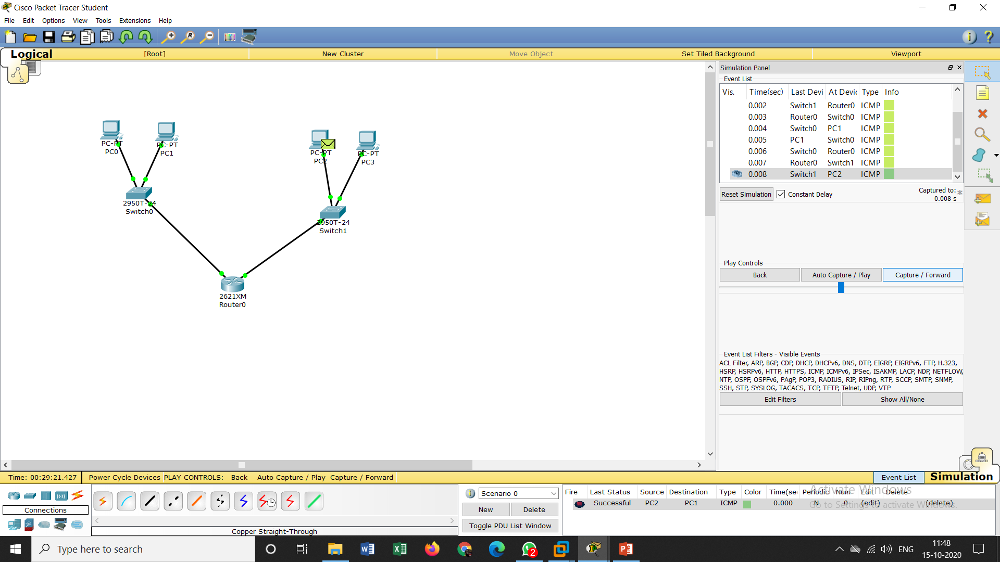 Cisco Packet Tracer Student
File Edit Options View Tools Extensions Help
Logical [Root] New Cluster Move Object Set Tiled Background Viewport
PC-PT
PC0
PC-PT
PC1
PC-PT
PC2
PC-PT
PC3
2950T-24
Switch0
2950T-24
Switch1
2621XM
Router0
Simulation Panel
Event List
Vis. Time(sec) Last Devi At Devic Type Info
0.002 Switch1 Router0 ICMP
0.003 Router0 Switch0 ICMP
0.004 Switch0 PC1 ICMP
0.005 PC1 Switch0 ICMP
0.006 Switch0 Router0 ICMP
0.007 Router0 Switch1 ICMP
0.008 Switch1 PC2 ICMP
Reset Simulation Constant Delay Captured to: *
0.008 s
Play Controls
Back Auto Capture / Play Capture / Forward
Event List Filters - Visible Events
ACL Filter, ARP, BGP, CDP, DHCP, DHCPv6, DNS, DTP, EIGRP, EIGRPv6, FTP, H.323,
HSRP, HSRPv6, HTTP, HTTPS, ICMP, ICMPv6, IPSec, ISAKMP, LACP, NDP, NETFLOW,
NTP, OSPF, OSPFv6, PAgP, POP3, RADIUS, RIP, RIPng, RTP, SCCP, SMTP, SNMP,
SSH, STP, SYSLOG, TACACS, TCP, TFTP, Telnet, UDP, VTP
Edit Filters Show All/None
Time: 00:29:21.427 Power Cycle Devices PLAY CONTROLS: Back Auto Capture / Play Capture / Forward Event List Simulation
Connections
Copper Straight-Through
Scenario 0
New Delete
Toggle PDU List Window
Fire Last Status Source Destination Type Color Time(sec Periodic Num Edit Delete
Successful PC2 PC1 ICMP 0.000 N 0 (edit) (delete)
Activate Windows
Go to Settings to activate Windows.
Type here to search
2
ENG
11:48
15-10-2020